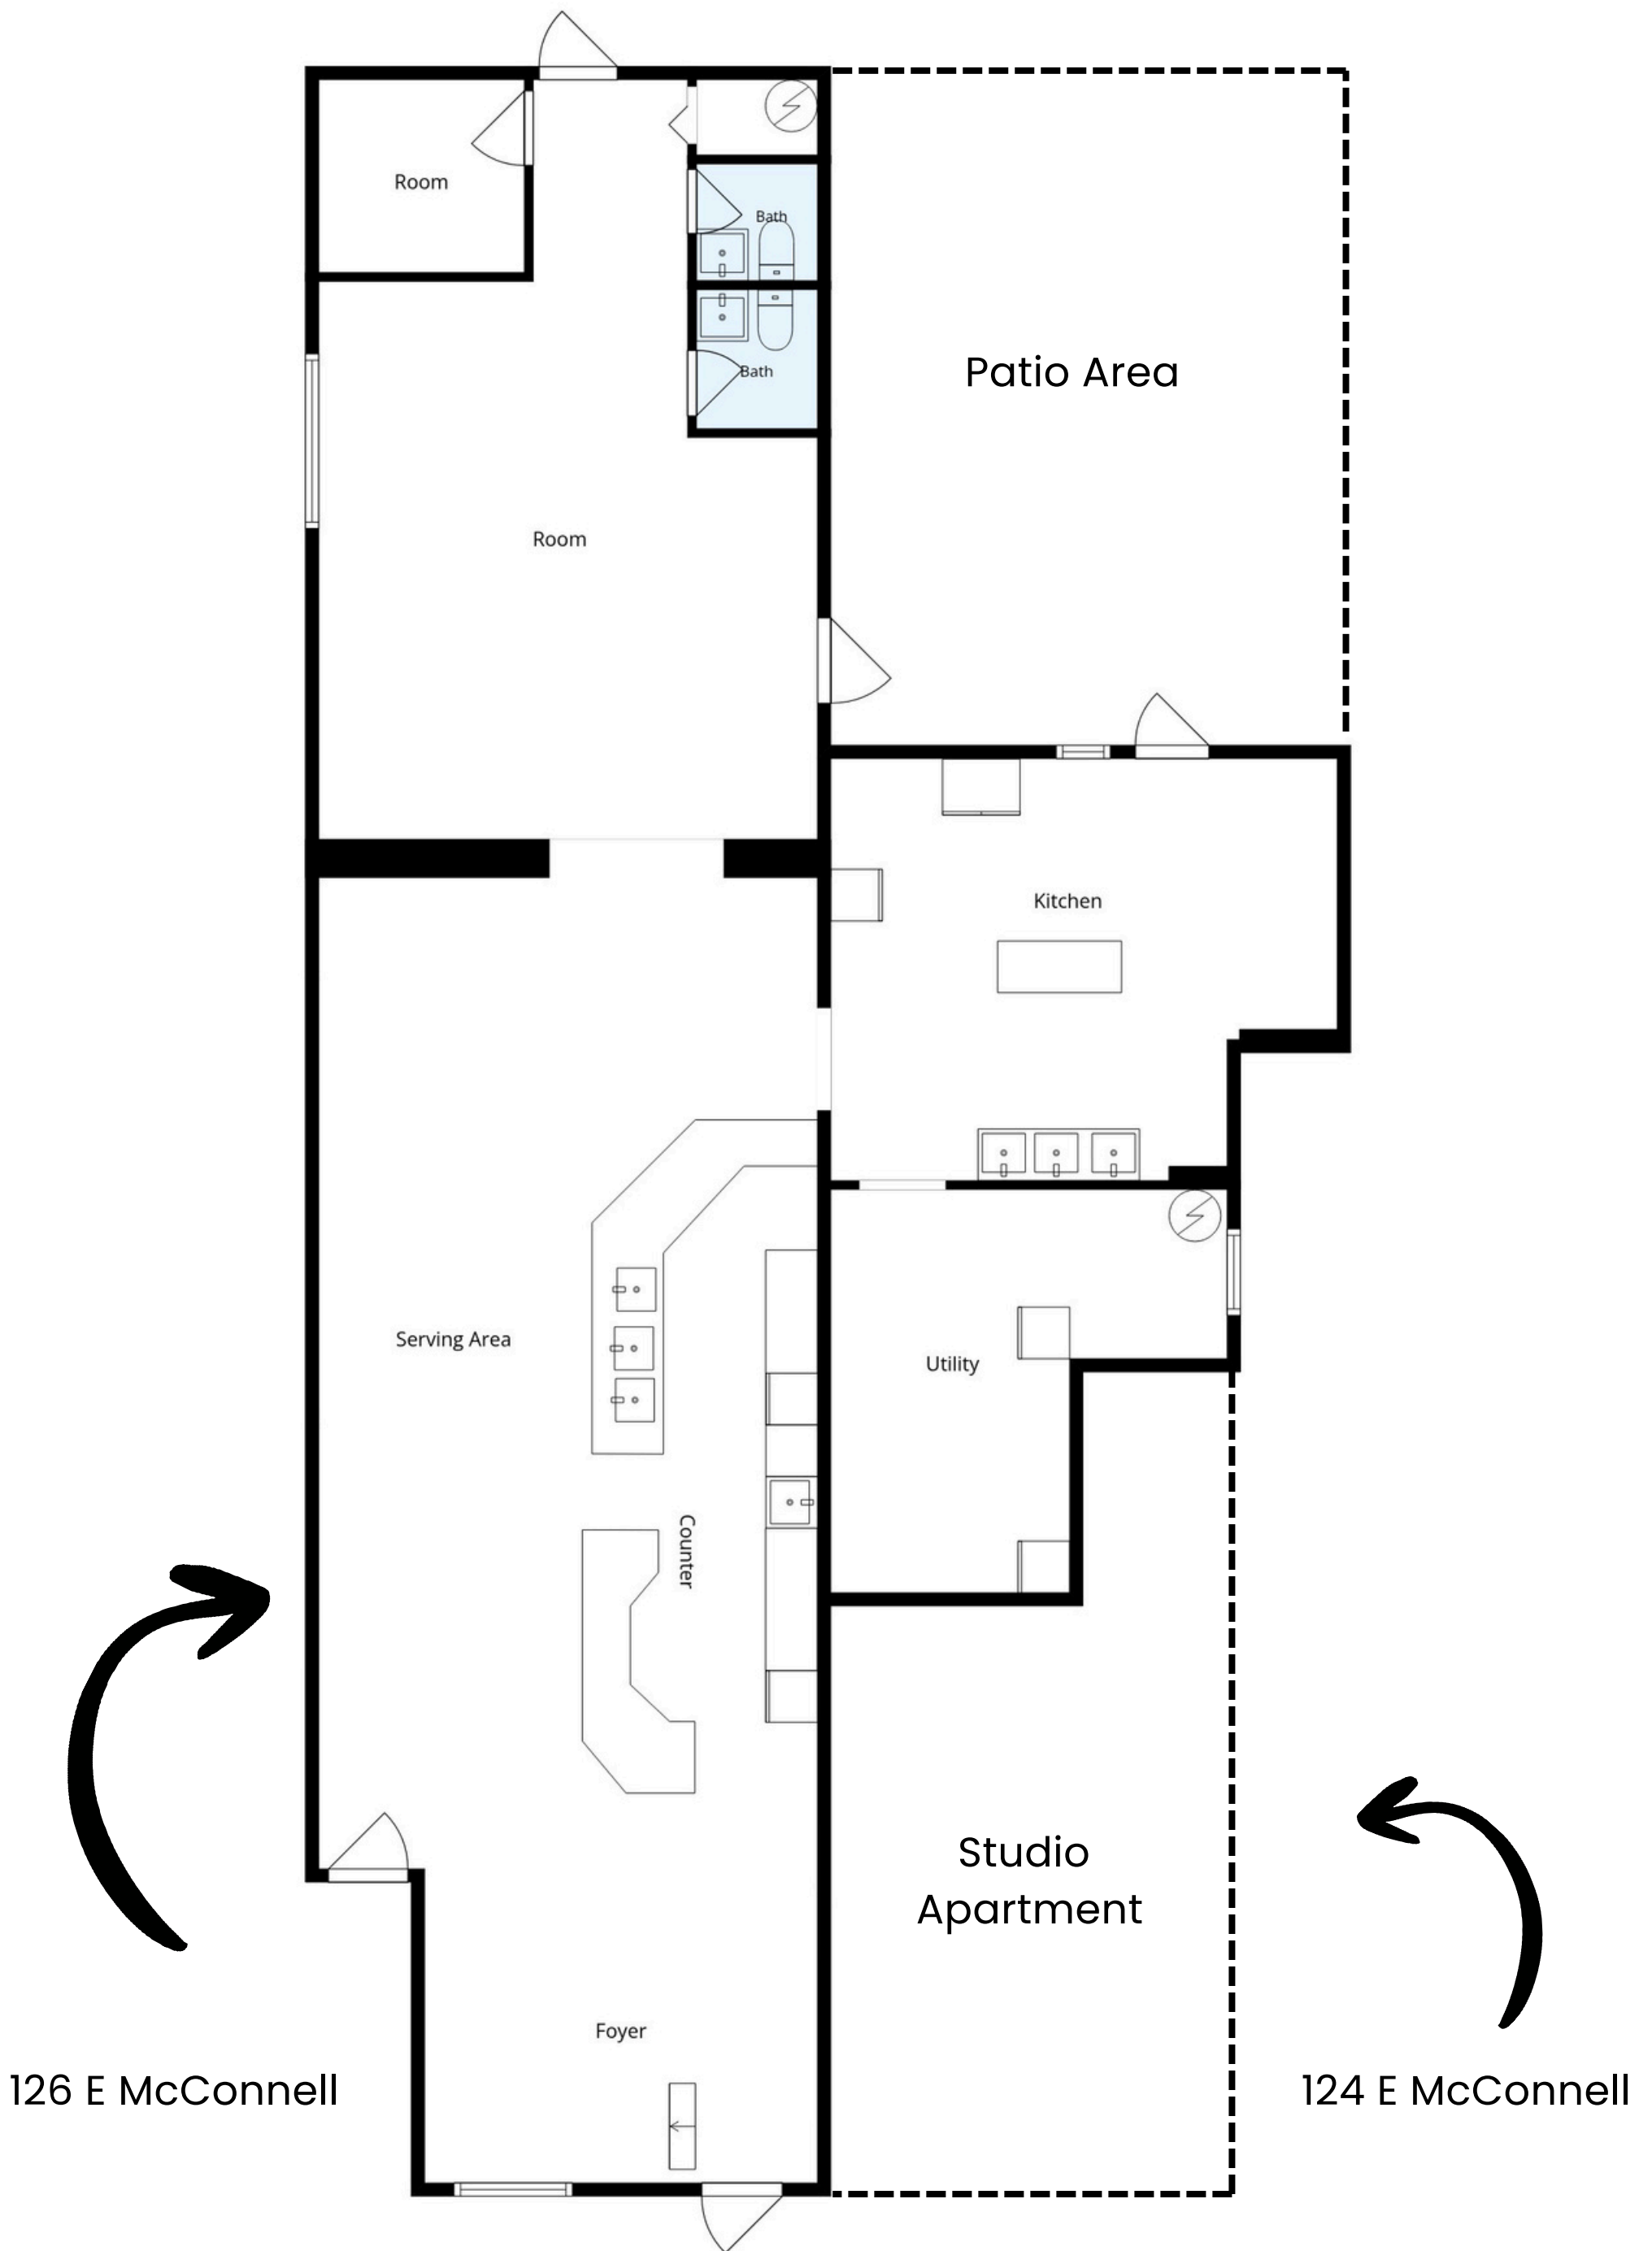 Room
Bath
Bath
Patio Area
Room
Kitchen
Serving Area
Utility
Counter
Studio
Apartment
Foyer
126 E McConnell
124 E McConnell